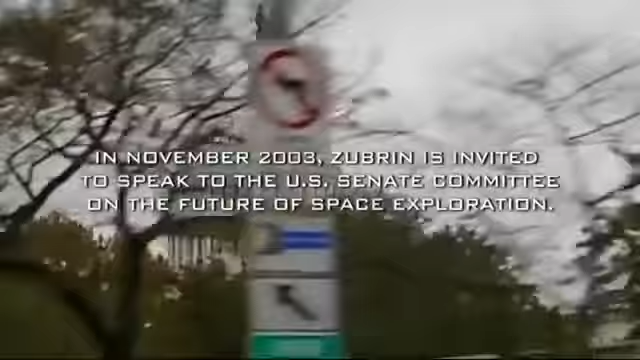 IN NOVEMBER 2003, ZUBRIN IS INVITED
TO SPEAK TO THE U.S. SENATE COMMITTEE
ON THE FUTURE OF SPACE EXPLORATION.